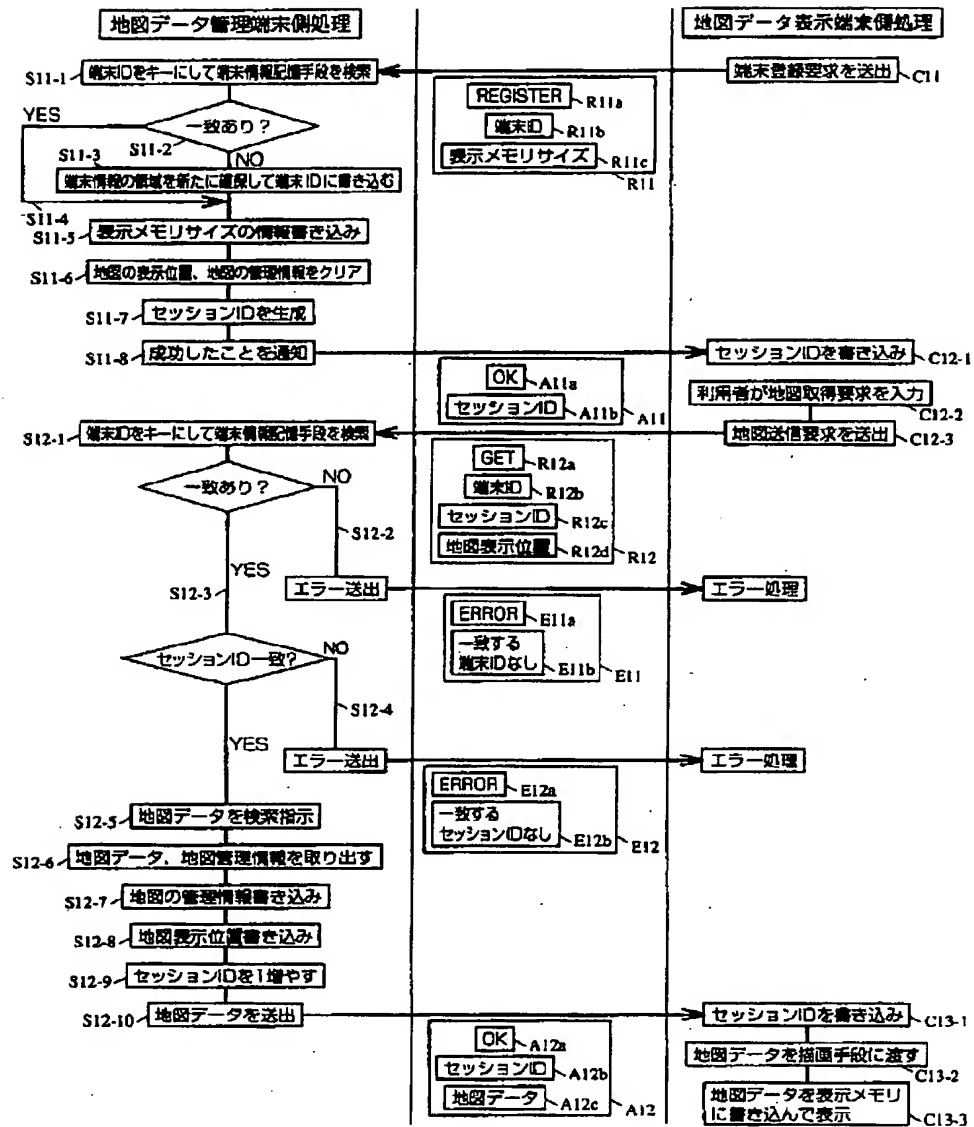 地図データ管理端末側処理
地図データ表示端末側処理
S11-1
端末IDをキーにして端末情報記憶手段を検索
端末登録要求を送出
C11
REGISTER
R11a
端末ID
R11b
表示メモリサイズ
R11c
R11
YES
一致あり?
S11-2
NO
S11-3
端末情報の領域を新たに確保して端末IDに書き込む
S11-4
S11-5
表示メモリサイズの情報書き込み
S11-6
地図の表示位置、地図の管理情報をクリア
S11-7
セッションIDを生成
S11-8
成功したことを通知
セッションIDを書き込み
C12-1
OK
A11a
セッションID
A11b
A11
利用者が地図取得要求を入力
C12-2
S12-1
端末IDをキーにして端末情報記憶手段を検索
地図送信要求を送出
C12-3
GET
R12a
端末ID
R12b
セッションID
R12c
地図表示位置
R12d
R12
一致あり?
NO
S12-2
YES
S12-3
エラー送出
エラー処理
ERROR
E11a
一致する
端末IDなし
E11b
E11
セッションID一致?
NO
S12-4
YES
エラー送出
エラー処理
ERROR
E12a
一致する
セッションIDなし
E12b
E12
S12-5
地図データを検索指示
S12-6
地図データ、地図管理情報を取り出す
S12-7
地図の管理情報書き込み
S12-8
地図表示位置書き込み
S12-9
セッションIDを1増やす
S12-10
地図データを送出
セッションIDを書き込み
C13-1
OK
A12a
セッションID
A12b
地図データ
A12c
A12
地図データを描画手段に渡す
C13-2
地図データを表示メモリ
に書き込んで表示
C13-3